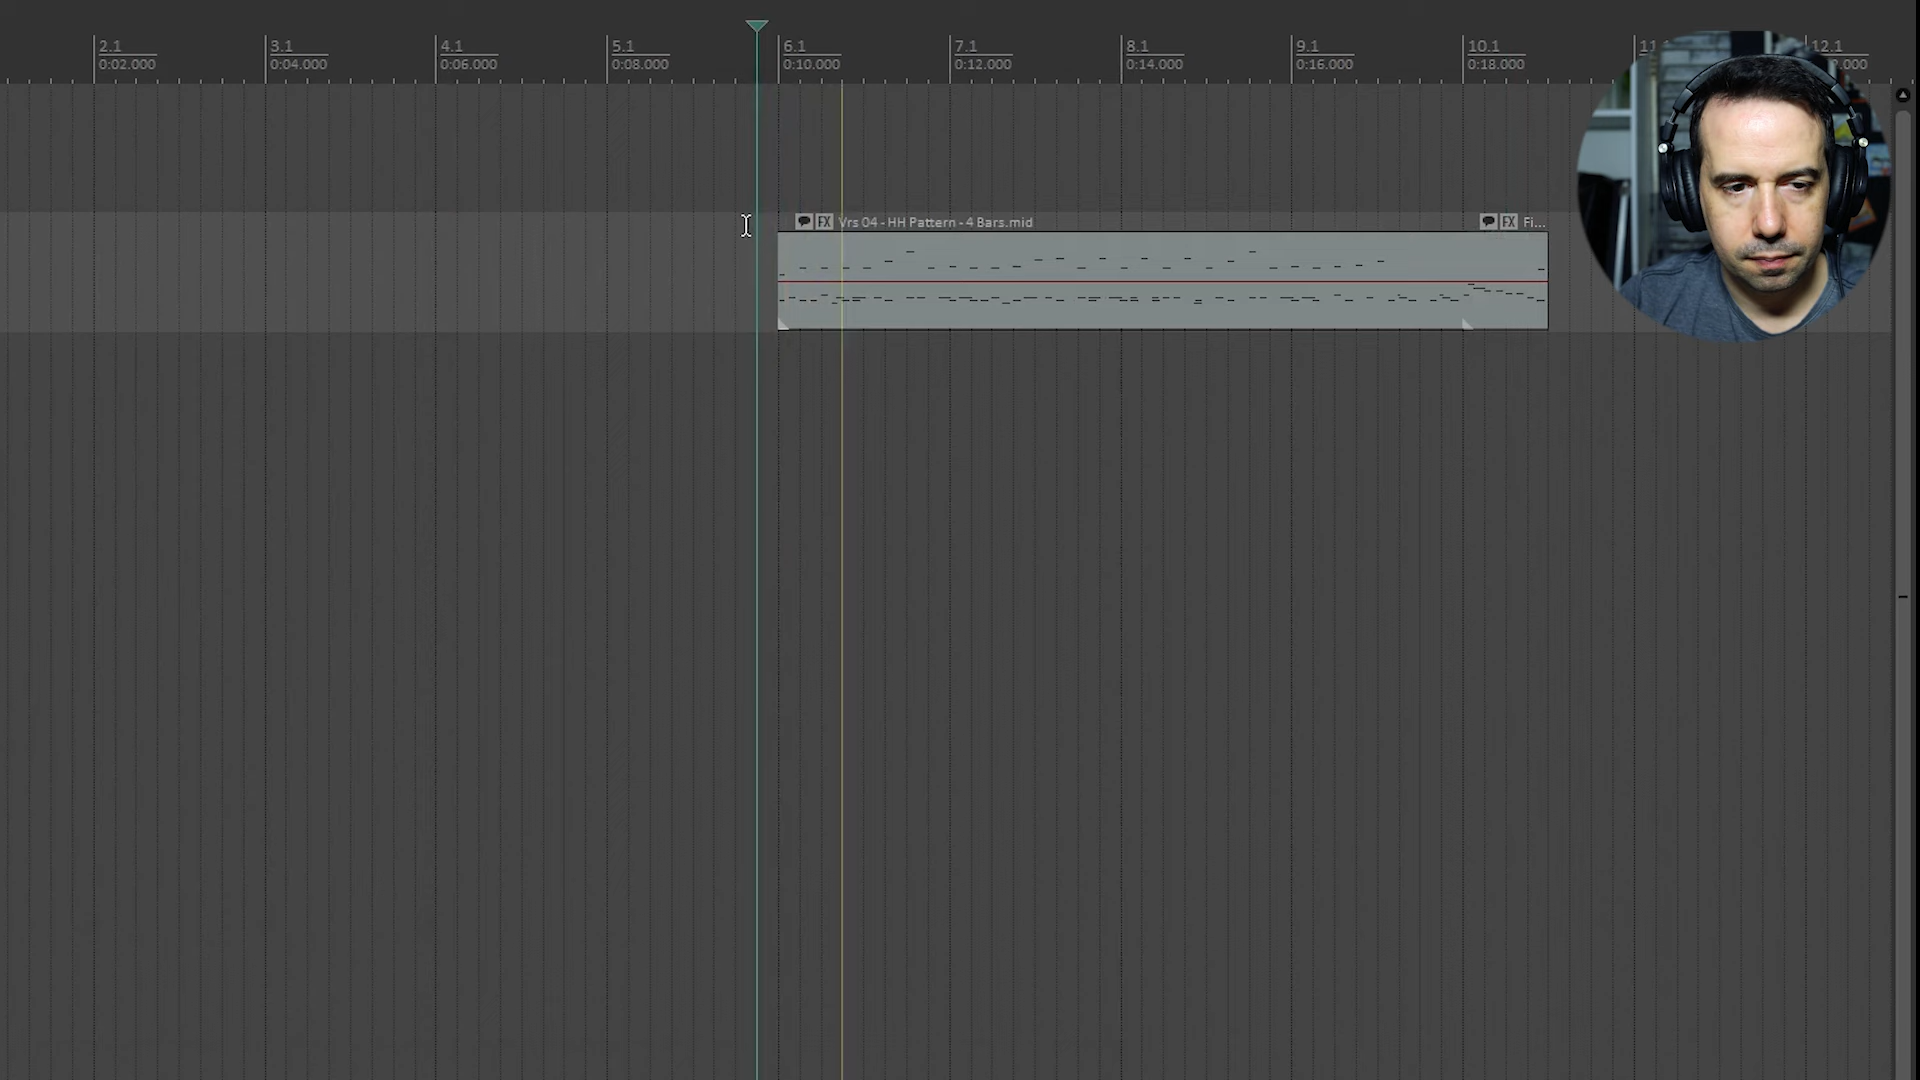 2.1 3.1 4.1 5.1 6.1 7.1 8.1 9.1 10.1 11 12.1
0:02.000 0:04.000 0:06.000 0:08.000 0:10.000 0:12.000 0:14.000 0:16.000 0:18.000
FX Vrs 04 - HH Pattern - 4 Bars.mid FX Fi...